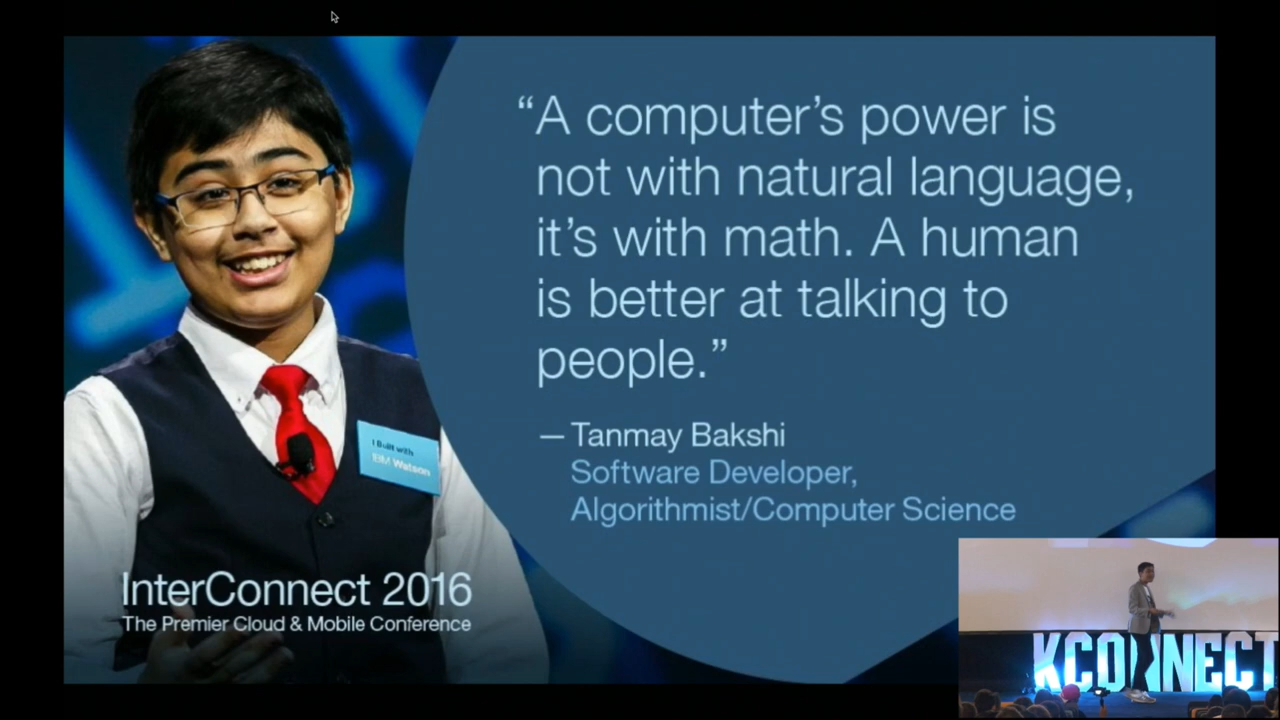 “A computer’s power is
not with natural language,
it’s with math. A human
is better at talking to
people.”
— Tanmay Bakshi
Software Developer,
Algorithmist/Computer Science
I Built with
IBM Watson
InterConnect 2016
The Premier Cloud & Mobile Conference
KCONNECT